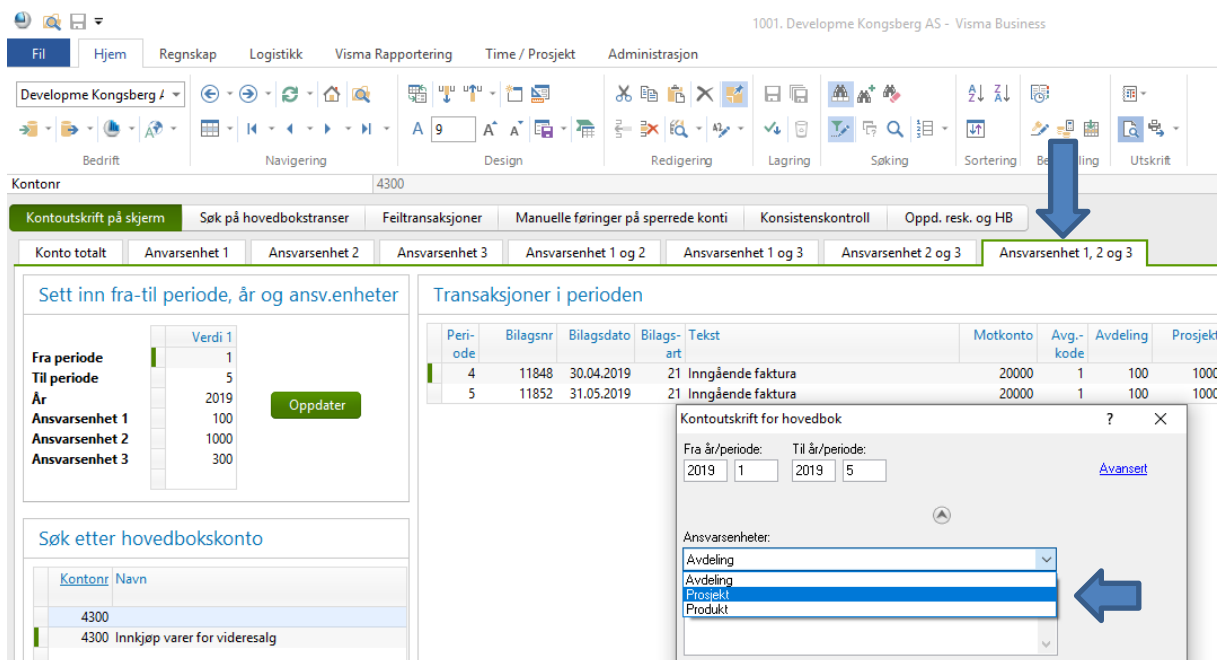 1001. Developme Kongsberg AS - Visma Business
Fil Hjem Regnskap Logistikk Visma Rapportering Time / Prosjekt Administrasjon
Developme Kongsberg
A 9 A A
Bedrift Navigering Design Redigering Lagring Søking Sortering Utskrift
Kontonr 4300
Kontoutskrift på skjerm Søk på hovedbokstranser Feiltransaksjoner Manuelle føringer på sperrede konti Konsistenskontroll Oppd. resk. og HB
Konto totalt Anvarsenhet 1 Ansvarsenhet 2 Ansvarsenhet 3 Ansvarsenhet 1 og 2 Ansvarsenhet 1 og 3 Ansvarsenhet 2 og 3 Ansvarsenhet 1, 2 og 3
Sett inn fra-til periode, år og ansv.enheter
Verdi 1
Fra periode 1
Til periode 5
År 2019
Ansvarsenhet 1 100
Ansvarsenhet 2 1000
Ansvarsenhet 3 300
Oppdater
Søk etter hovedbokskonto
Kontonr Navn
4300
4300 Innkjøp varer for videresalg
Transaksjoner i perioden
Peri- Bilagsnr Bilagsdato Bilags- Tekst Motkonto Avg.- Avdeling Prosjekt
ode art kode
4 11848 30.04.2019 21 Inngående faktura 20000 1 100 1000
5 11852 31.05.2019 21 Inngående faktura 20000 1 100 1000
Kontoutskrift for hovedbok ?
Fra år/periode: Til år/periode:
2019 1 2019 5 Avansert
Ansvarsenheter:
Avdeling
Avdeling
Prosjekt
Produkt